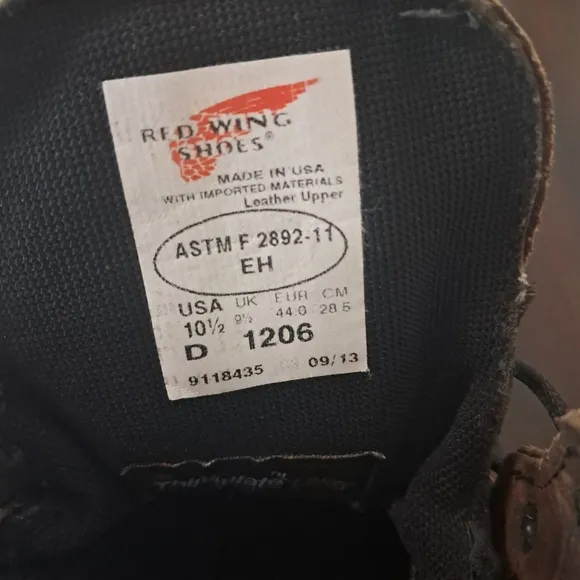 RED WING
SHOES®
MADE IN USA
WITH IMPORTED MATERIALS
Leather Upper
ASTM F 2892-11
EH
USA UK EUR CM
10½ 9½ 44.0 28.5
D 1206
9118435 09/13